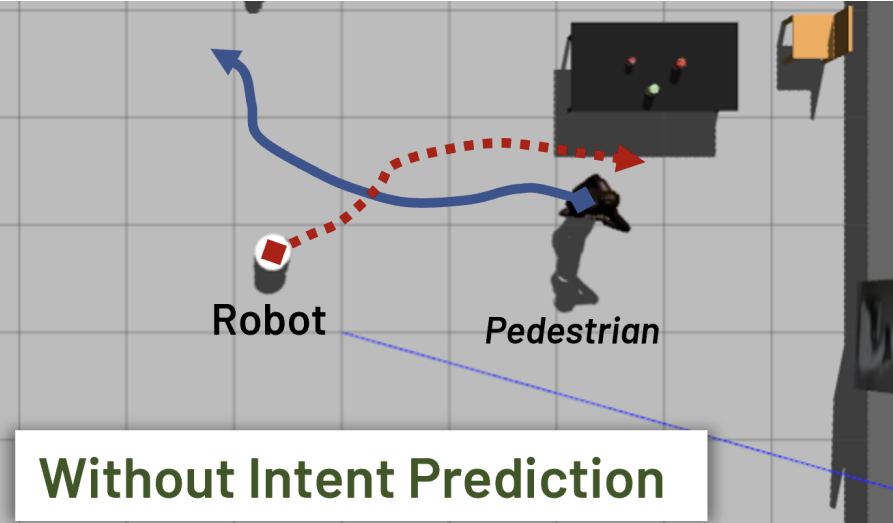 Robot
Pedestrian
Without Intent Prediction